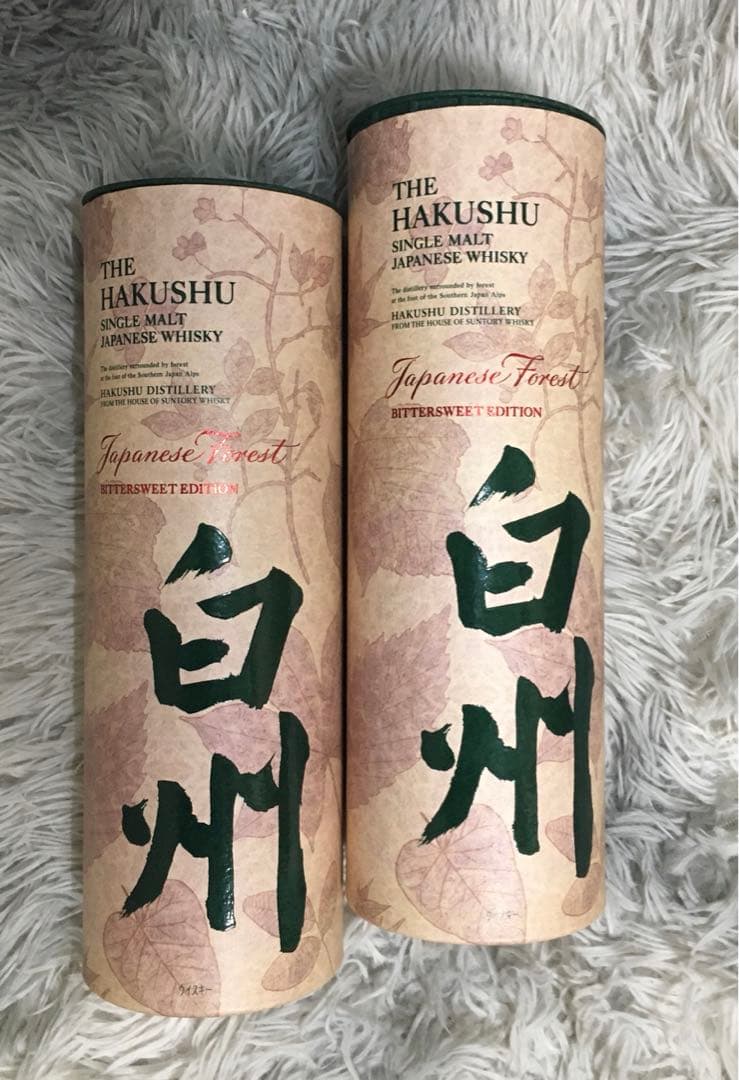 THE
HAKUSHU
SINGLE MALT
JAPANESE WHISKY
The distillery surrounded by forest
at the foot of the Southern Japan Alps
HAKUSHU DISTILLERY
FROM THE HOUSE OF SUNTORY WHISKY
Japanese Forest
BITTERSWEET EDITION
白州
ウイスキー
THE
HAKUSHU
SINGLE MALT
JAPANESE WHISKY
The distillery surrounded by forest
at the foot of the Southern Japan Alps
HAKUSHU DISTILLERY
FROM THE HOUSE OF SUNTORY WHISKY
Japanese Forest
BITTERSWEET EDITION
白州
ウイスキー